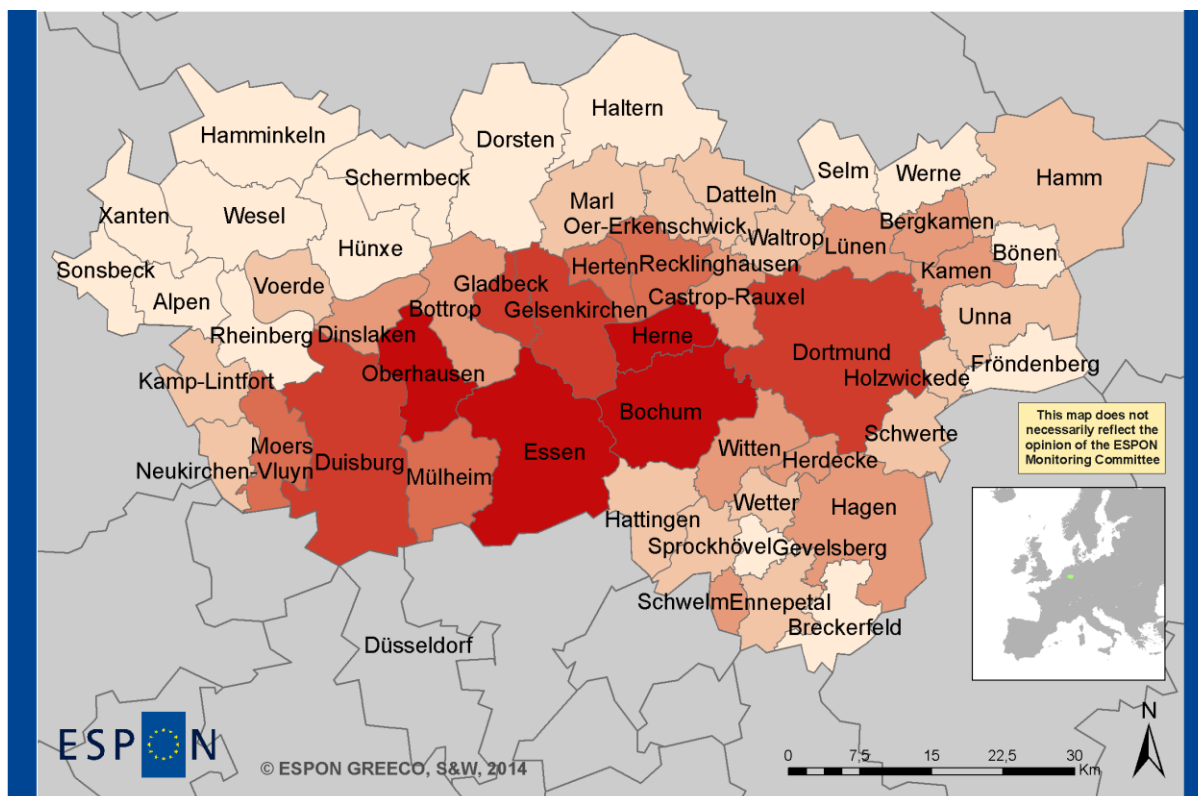 Haltern
Hamminkeln
Dorsten
Schermbeck
Selm
Werne
Hamm
Marl
Datteln
Xanten
Wesel
Oer-Erkenschwick
Bergkamen
Hünxe
Waltrop
Lünen
Bönen
Sonsbeck
Alpen
Voerde
Gladbeck
Herten
Recklinghausen
Kamen
Bottrop
Gelsenkirchen
Castrop-Rauxel
Unna
Rheinberg
Dinslaken
Herne
Dortmund
Fröndenberg
Kamp-Lintfort
Oberhausen
Holzwickede
Bochum
This map does not
necessarily reflect the
opinion of the ESPON
Monitoring Committee
Moers
Essen
Witten
Schwerte
Neukirchen-Vluyn
Duisburg
Mülheim
Herdecke
Wetter
Hagen
Hattingen
Sprockhövel
Gevelsberg
Schwelm
Ennepetal
Breckerfeld
Düsseldorf
N
ESPON
© ESPON GREECO, S&W, 2014
0 7,5 15 22,5 30
Km